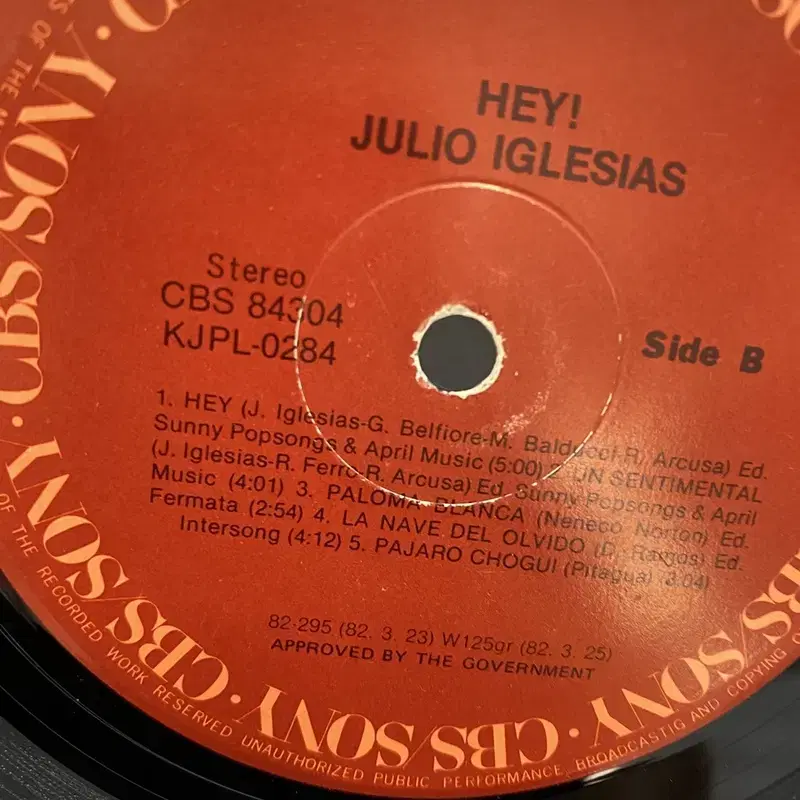 HEY!
JULIO IGLESIAS
Stereo
CBS 84304
KJPL-0284
Side B
1. HEY (J. Iglesias-G. Belfiore-M. Balducci-R. Arcusa) Ed.
Sunny Popsongs & April Music (5:00) UN SENTIMENTAL
(J. Iglesias-R. Ferro-R. Arcusa) Ed. Sunny Popsongs & April
Music (4:01) 3. PALOMA BLANCA (Neneco Norton) Ed.
Fermata (2:54) 4. LA NAVE DEL OLVIDO (D. Ramos) Ed.
Intersong (4:12) 5. PAJARO CHOGUI (Pitagua) 3:04)
82-295 (82. 3. 23) W125gr (82. 3. 25)
APPROVED BY THE GOVERNMENT
CBS/SONY · CBS/SONY · CBS/SONY · CBS/SONY
OF THE RECORDED WORK RESERVED UNAUTHORIZED PUBLIC PERFORMANCE, BROADCASTIG AND COPYING